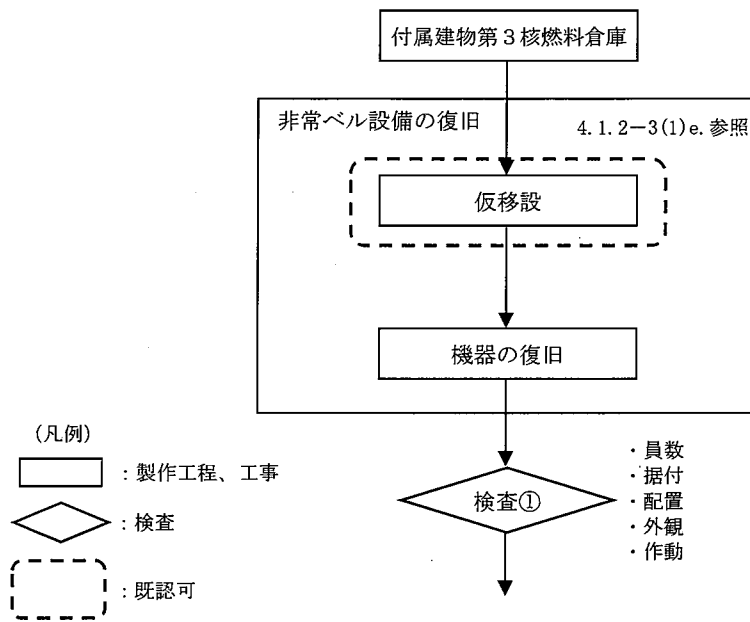 付属建物第３核燃料倉庫
非常ベル設備の復旧
4.1.2－3(1)e.参照
仮移設
機器の復旧
検査①
・員数
・据付
・配置
・外観
・作動
(凡例)
：製作工程、工事
：検査
：既認可